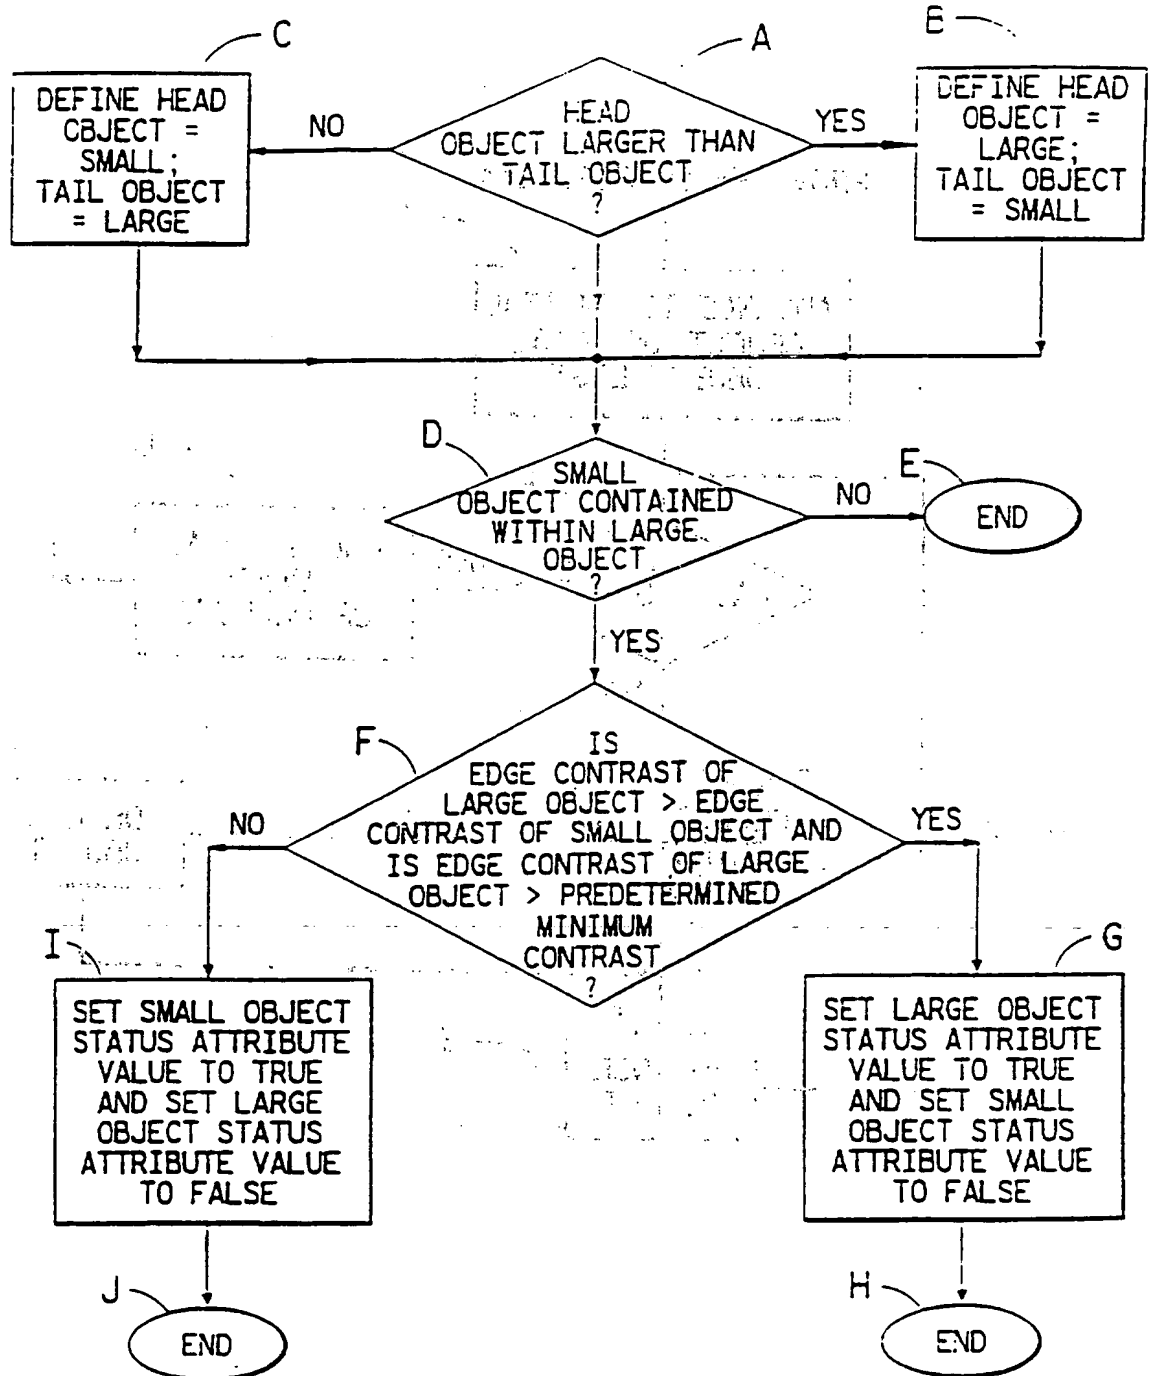 C
A
B
DEFINE HEAD
OBJECT =
SMALL;
TAIL OBJECT
= LARGE
NO
HEAD
OBJECT LARGER THAN
TAIL OBJECT
?
YES
DEFINE HEAD
OBJECT =
LARGE;
TAIL OBJECT
= SMALL
D
SMALL
OBJECT CONTAINED
WITHIN LARGE
OBJECT
?
NO
E
END
YES
F
IS
EDGE CONTRAST OF
LARGE OBJECT > EDGE
CONTRAST OF SMALL OBJECT AND
IS EDGE CONTRAST OF LARGE
OBJECT > PREDETERMINED
MINIMUM
CONTRAST
?
NO
YES
I
SET SMALL OBJECT
STATUS ATTRIBUTE
VALUE TO TRUE
AND SET LARGE
OBJECT STATUS
ATTRIBUTE VALUE
TO FALSE
G
SET LARGE OBJECT
STATUS ATTRIBUTE
VALUE TO TRUE
AND SET SMALL
OBJECT STATUS
ATTRIBUTE VALUE
TO FALSE
J
END
H
END